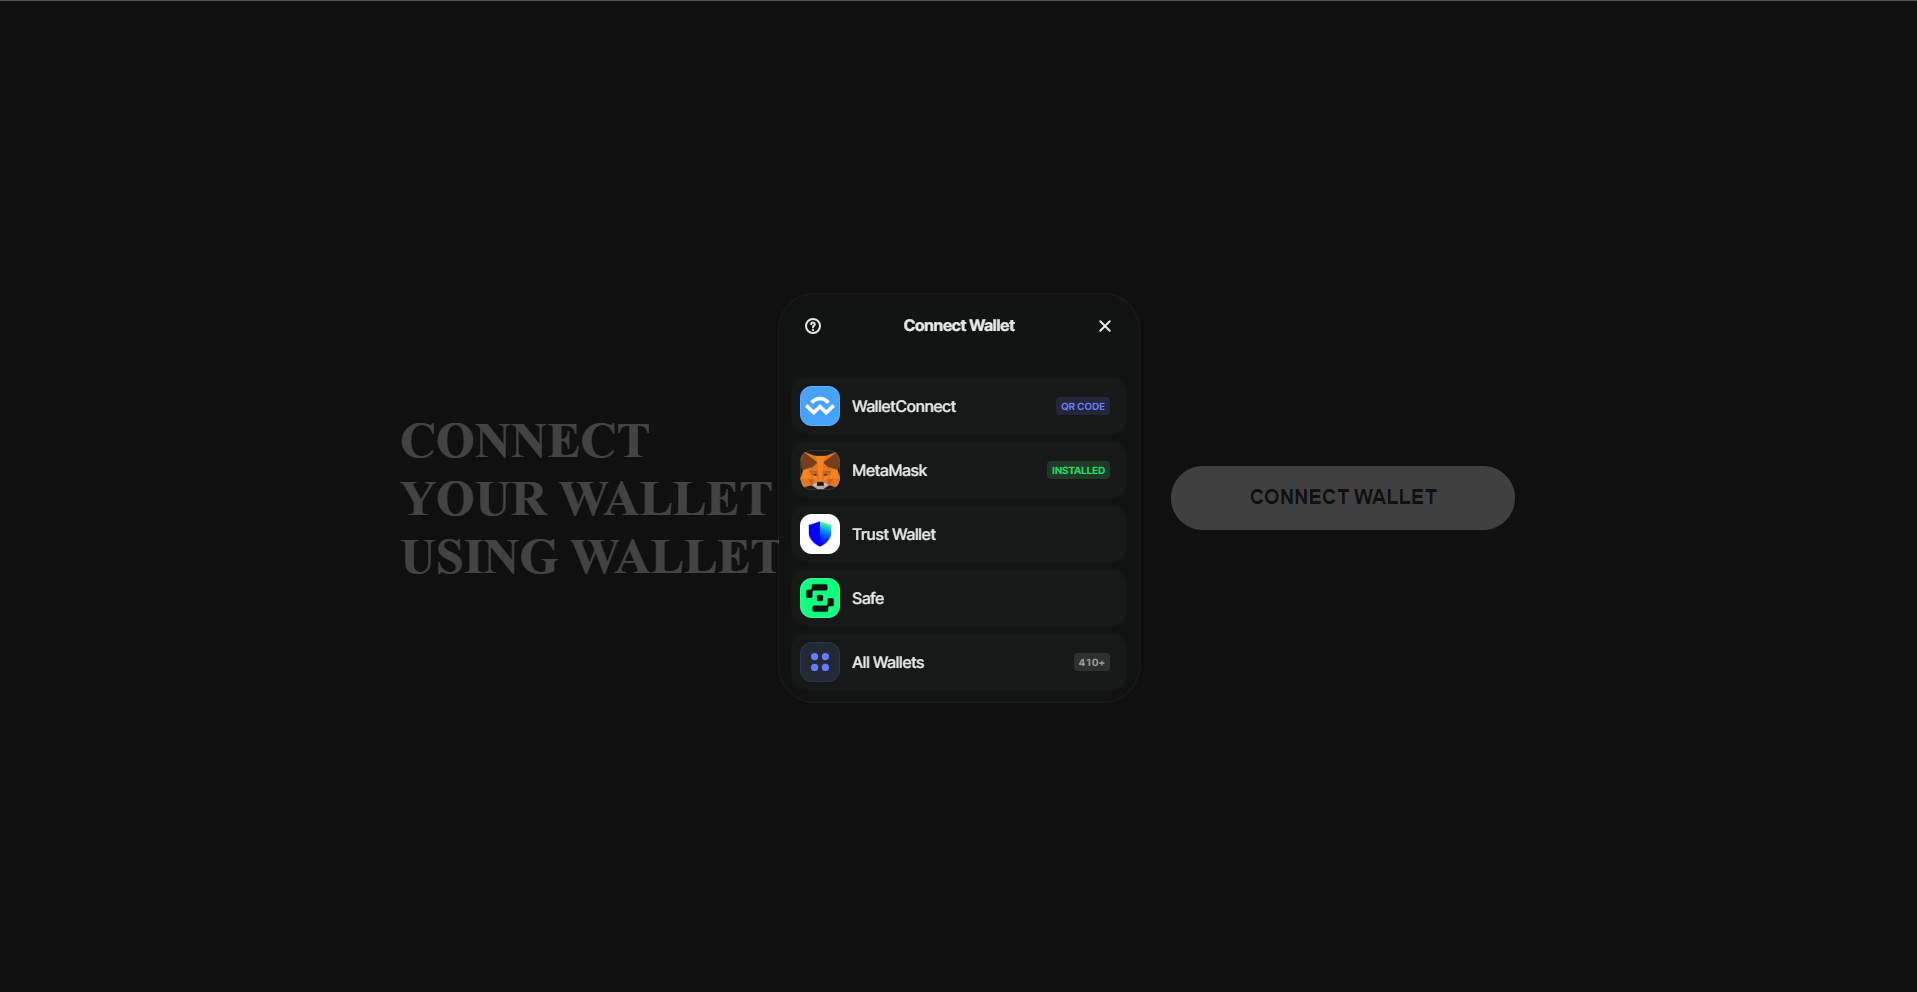 Connect Wallet
WalletConnect QR CODE
MetaMask INSTALLED
Trust Wallet
Safe
All Wallets 410+
CONNECT
YOUR WALLET
USING WALLET
CONNECT WALLET